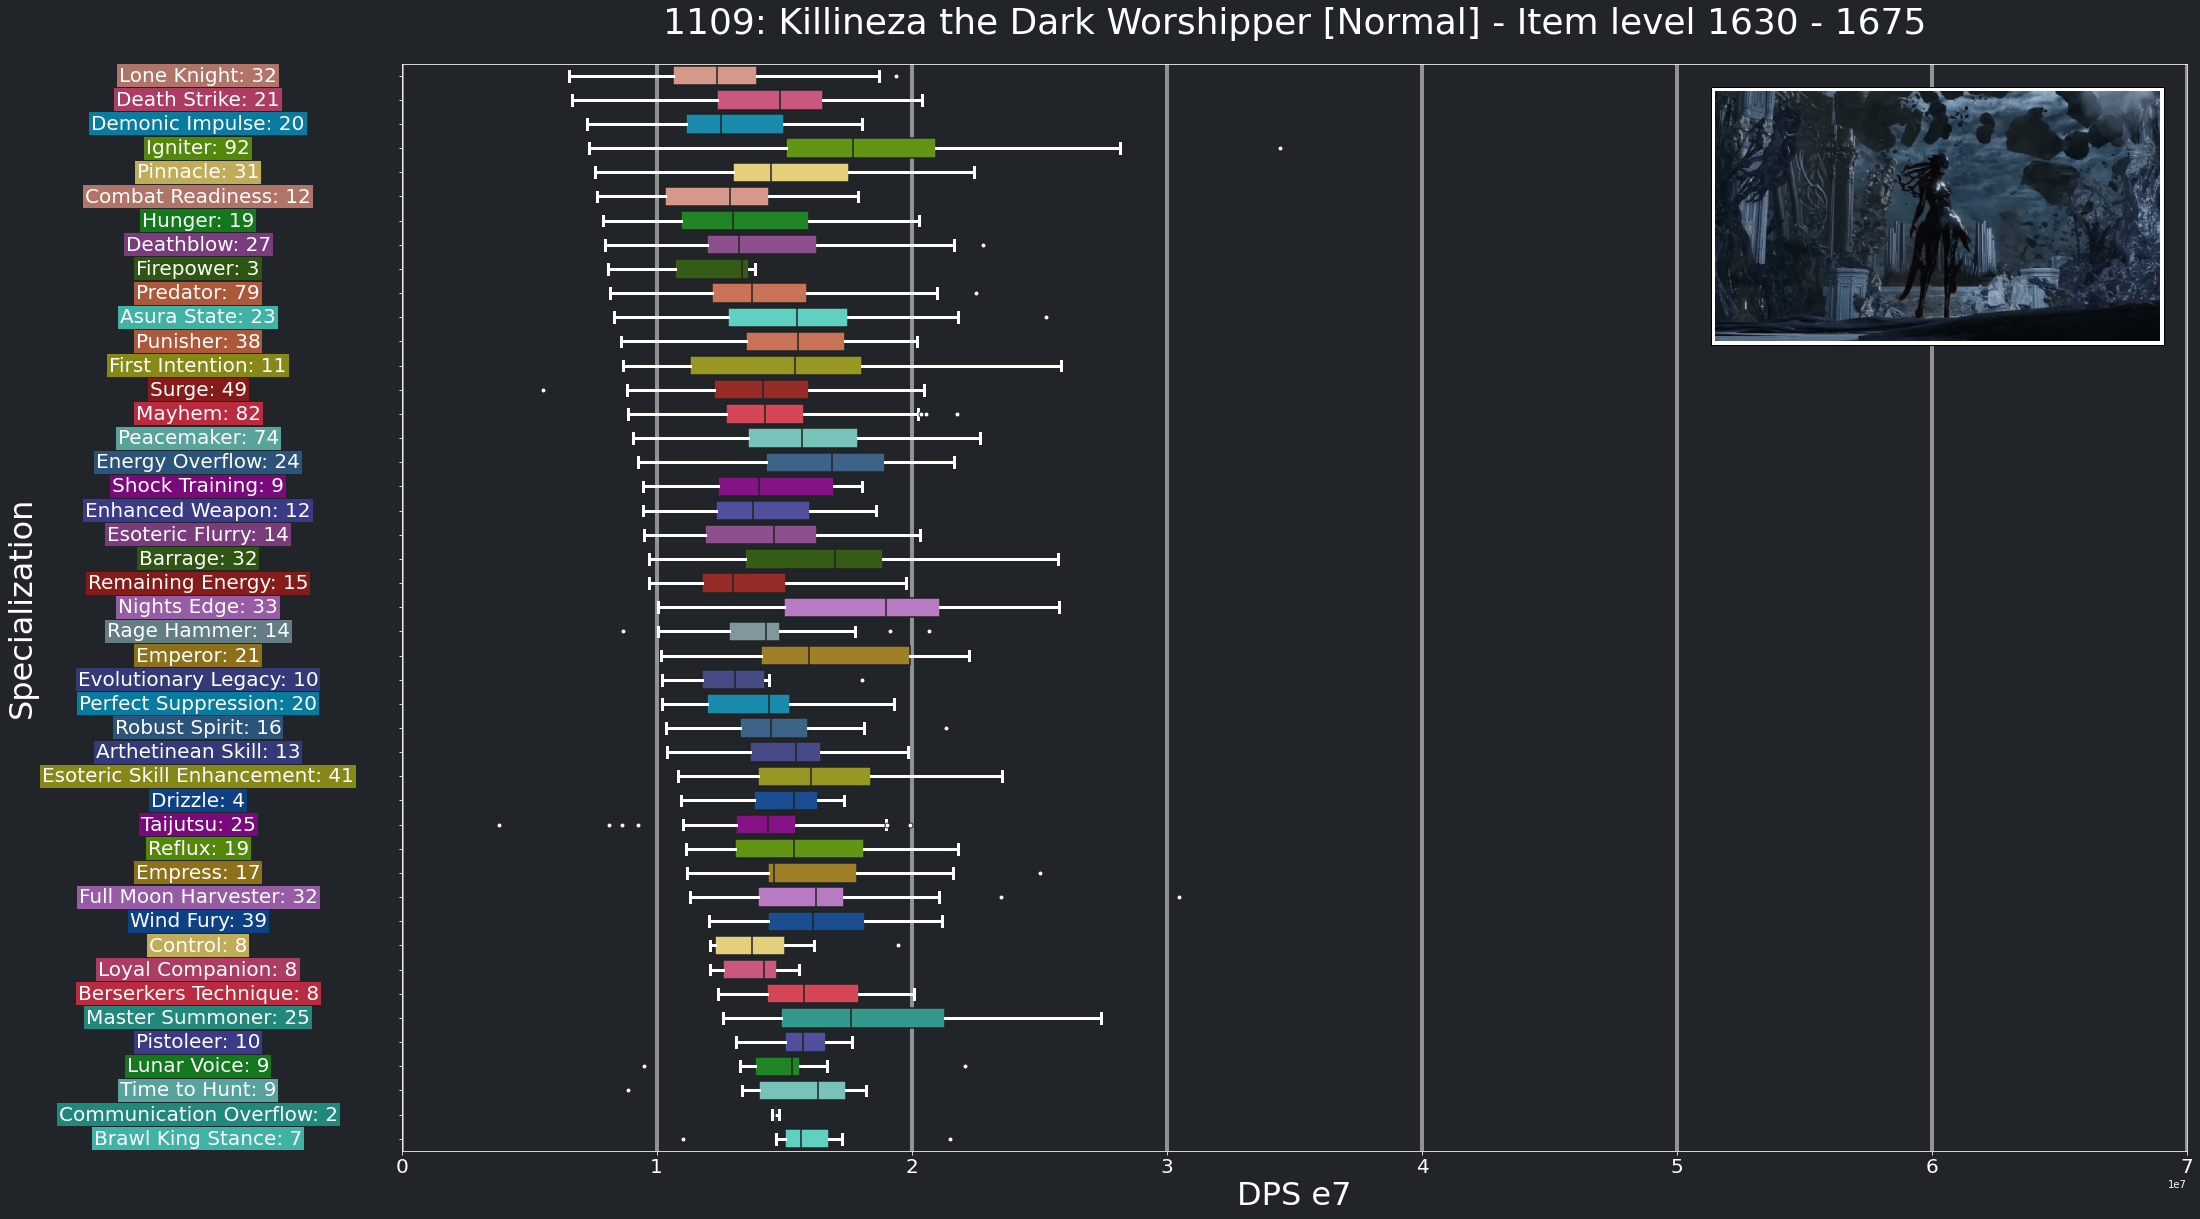 1109: Killineza the Dark Worshipper [Normal] - Item level 1630 - 1675
Specialization
Lone Knight: 32
Death Strike: 21
Demonic Impulse: 20
Igniter: 92
Pinnacle: 31
Combat Readiness: 12
Hunger: 19
Deathblow: 27
Firepower: 3
Predator: 79
Asura State: 23
Punisher: 38
First Intention: 11
Surge: 49
Mayhem: 82
Peacemaker: 74
Energy Overflow: 24
Shock Training: 9
Enhanced Weapon: 12
Esoteric Flurry: 14
Barrage: 32
Remaining Energy: 15
Nights Edge: 33
Rage Hammer: 14
Emperor: 21
Evolutionary Legacy: 10
Perfect Suppression: 20
Robust Spirit: 16
Arthetinean Skill: 13
Esoteric Skill Enhancement: 41
Drizzle: 4
Taijutsu: 25
Reflux: 19
Empress: 17
Full Moon Harvester: 32
Wind Fury: 39
Control: 8
Loyal Companion: 8
Berserkers Technique: 8
Master Summoner: 25
Pistoleer: 10
Lunar Voice: 9
Time to Hunt: 9
Communication Overflow: 2
Brawl King Stance: 7
0 1 2 3 4 5 6 7
1e7
DPS e7